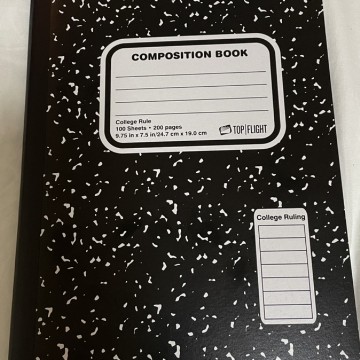 COMPOSITION BOOK
College Rule
100 Sheets • 200 pages
9.75 in x 7.5 in/24.7 cm x 19.0 cm
TOP FLIGHT
College Ruling